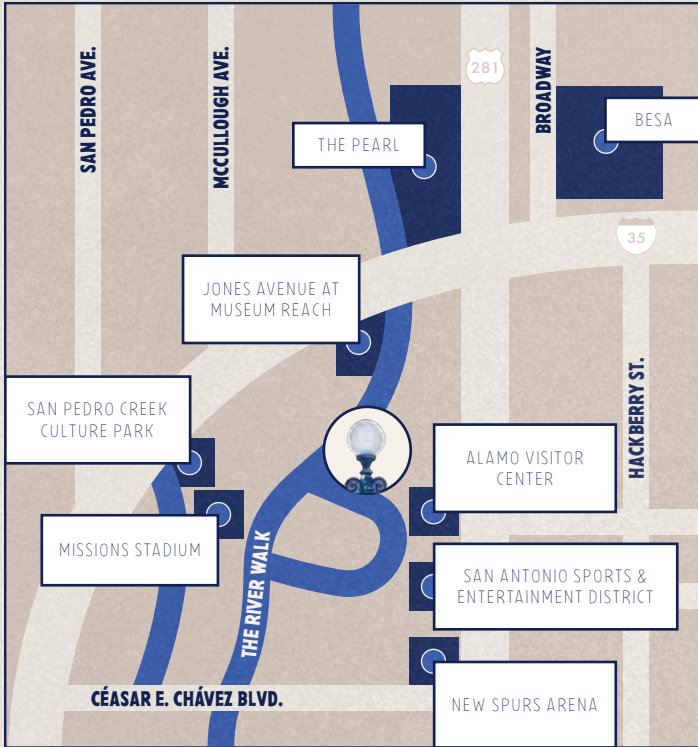 SAN PEDRO AVE.
MCCULLOUGH AVE.
281
BROADWAY
BESA
THE PEARL
35
JONES AVENUE AT
MUSEUM REACH
HACKBERRY ST.
SAN PEDRO CREEK
CULTURE PARK
ALAMO VISITOR
CENTER
MISSIONS STADIUM
THE RIVER WALK
SAN ANTONIO SPORTS &
ENTERTAINMENT DISTRICT
CÉASAR E. CHÁVEZ BLVD.
NEW SPURS ARENA